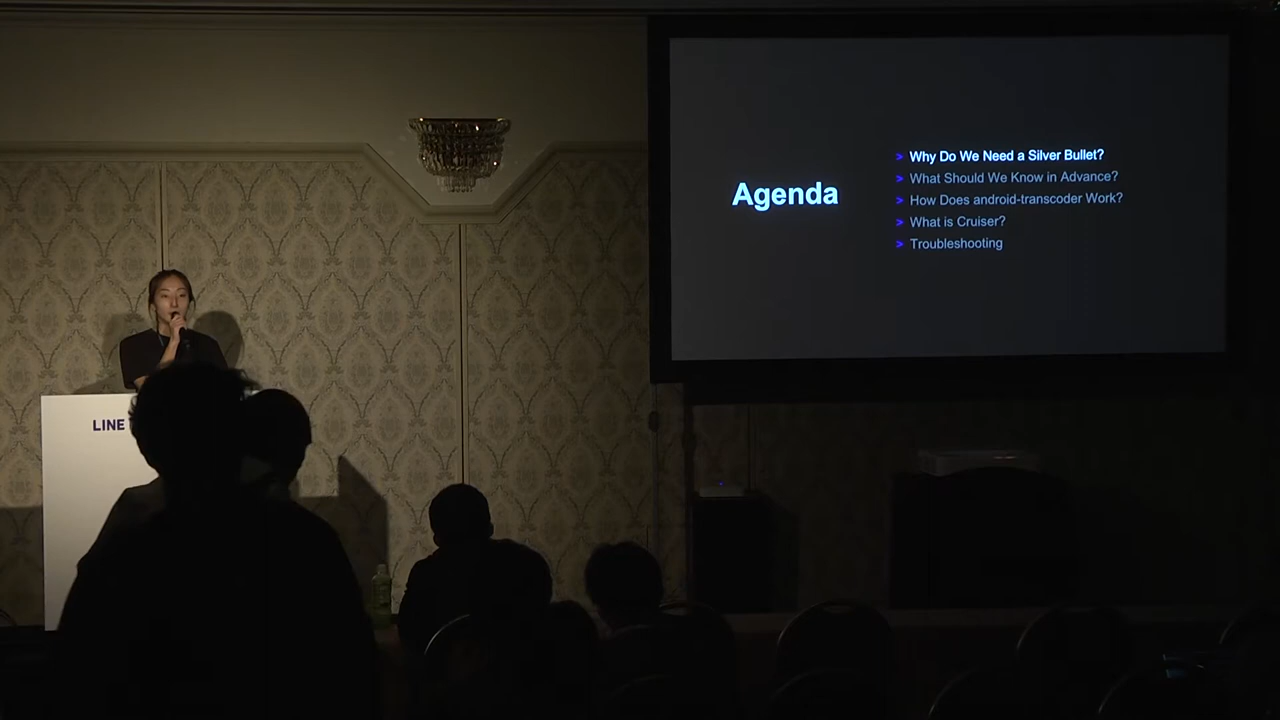 LINE
Agenda
> Why Do We Need a Silver Bullet?
> What Should We Know in Advance?
> How Does android-transcoder Work?
> What is Cruiser?
> Troubleshooting